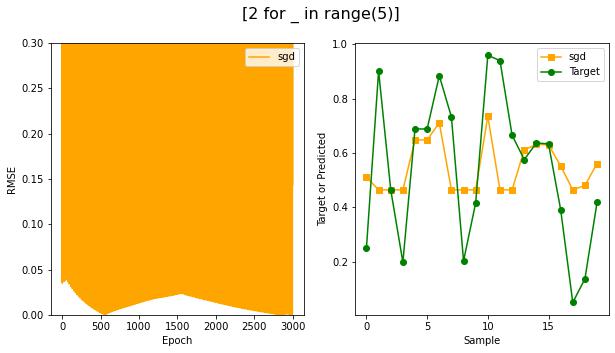 [2 for _ in range(5)]
0.30
0.25
0.20
0.15
0.10
0.05
0.00
RMSE
0
500
1000
1500
2000
2500
3000
Epoch
sgd
1.0
0.8
0.6
0.4
0.2
Target or Predicted
0
5
10
15
Sample
sgd
Target